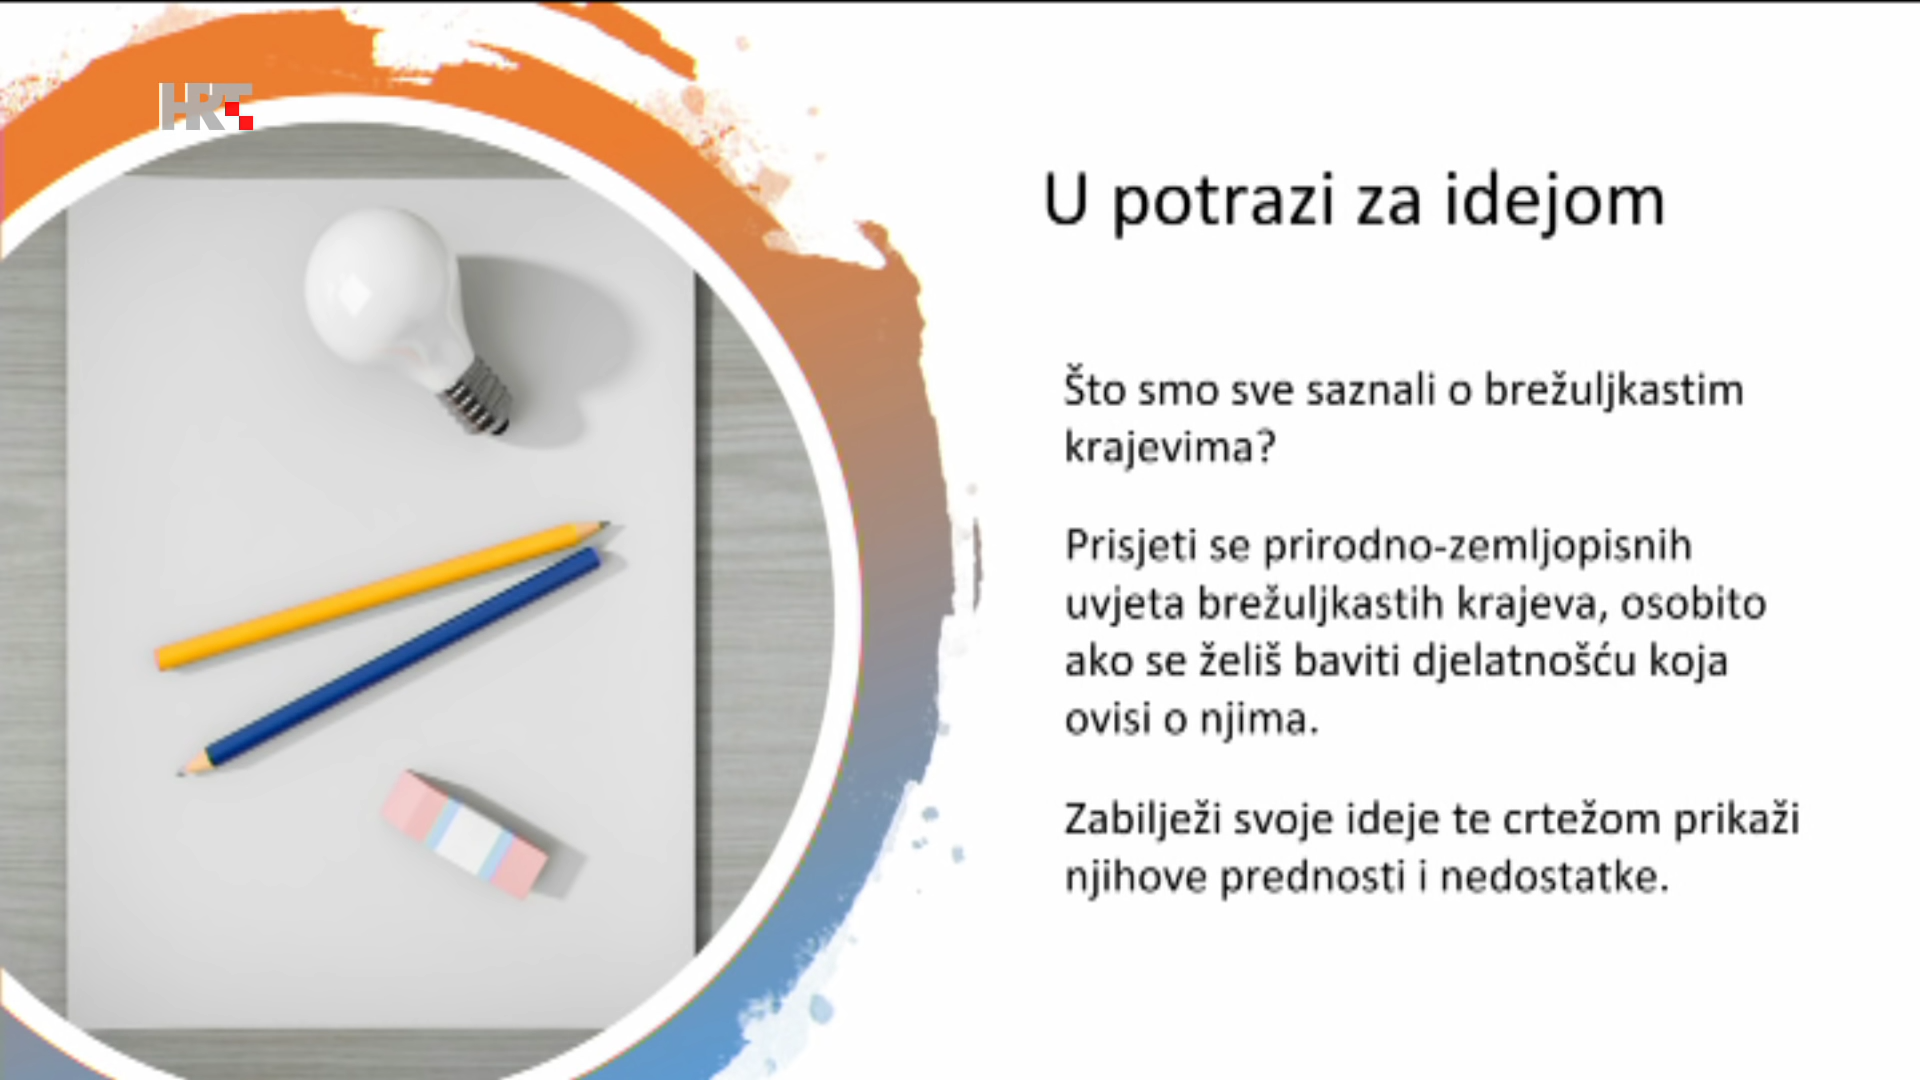 HRT
U potrazi za idejom
Što smo sve saznali o brežuljkastim
krajevima?
Prisjeti se prirodno-zemljopisnih
uvjeta brežuljkastih krajeva, osobito
ako se želiš baviti djelatnošću koja
ovisi o njima.
Zabilježi svoje ideje te crtežom prikaži
njihove prednosti i nedostatke.